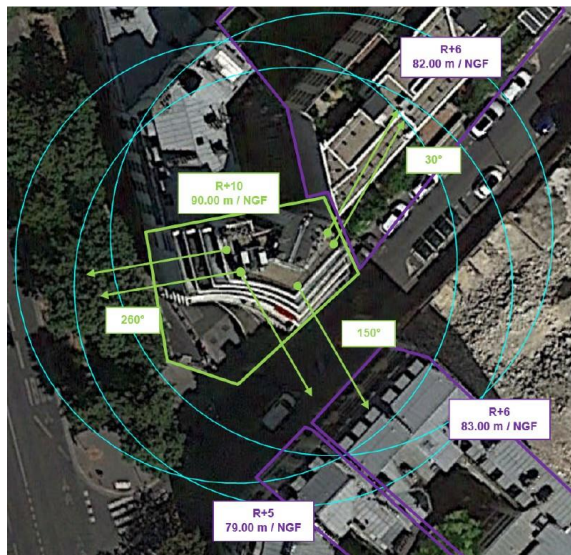 R+6
82.00 m / NGF
30°
R+10
90.00 m / NGF
260°
150°
R+6
83.00 m / NGF
R+5
79.00 m / NGF